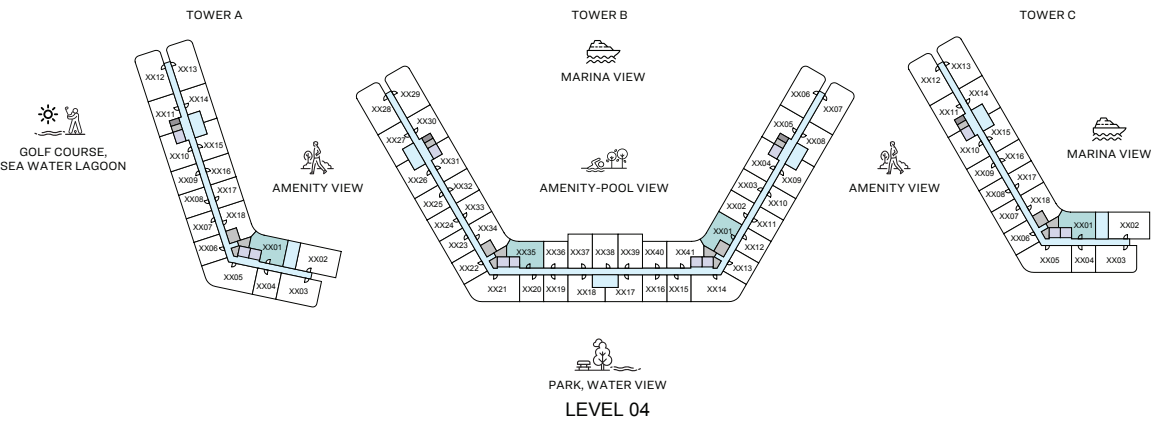 TOWER A
TOWER B
TOWER C
MARINA VIEW
GOLF COURSE,
SEA WATER LAGOON
AMENITY VIEW
AMENITY-POOL VIEW
AMENITY VIEW
MARINA VIEW
XX12
XX13
XX11
XX14
XX10
XX15
XX09
XX16
XX08
XX17
XX07
XX18
XX06
XX01
XX02
XX05
XX04
XX03
XX28
XX29
XX27
XX30
XX26
XX31
XX25
XX32
XX24
XX33
XX23
XX34
XX22
XX35
XX36
XX37
XX38
XX39
XX40
XX41
XX21
XX20
XX19
XX18
XX17
XX16
XX15
XX14
XX06
XX07
XX05
XX08
XX04
XX09
XX03
XX10
XX02
XX11
XX01
XX12
XX13
XX12
XX13
XX11
XX14
XX10
XX15
XX09
XX16
XX08
XX17
XX07
XX18
XX06
XX01
XX02
XX05
XX04
XX03
PARK, WATER VIEW
LEVEL 04